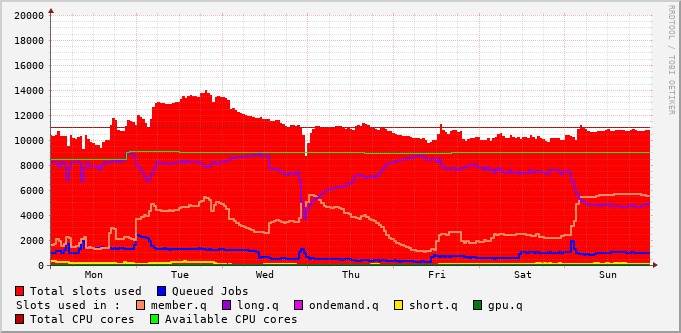 RRDTOOL / TOBI OETIKER
20000
18000
16000
14000
12000
10000
8000
6000
4000
2000
0
Mon Tue Wed Thu Fri Sat Sun
Total slots used Queued Jobs
Slots used in : member.q long.q ondemand.q short.q gpu.q
Total CPU cores Available CPU cores